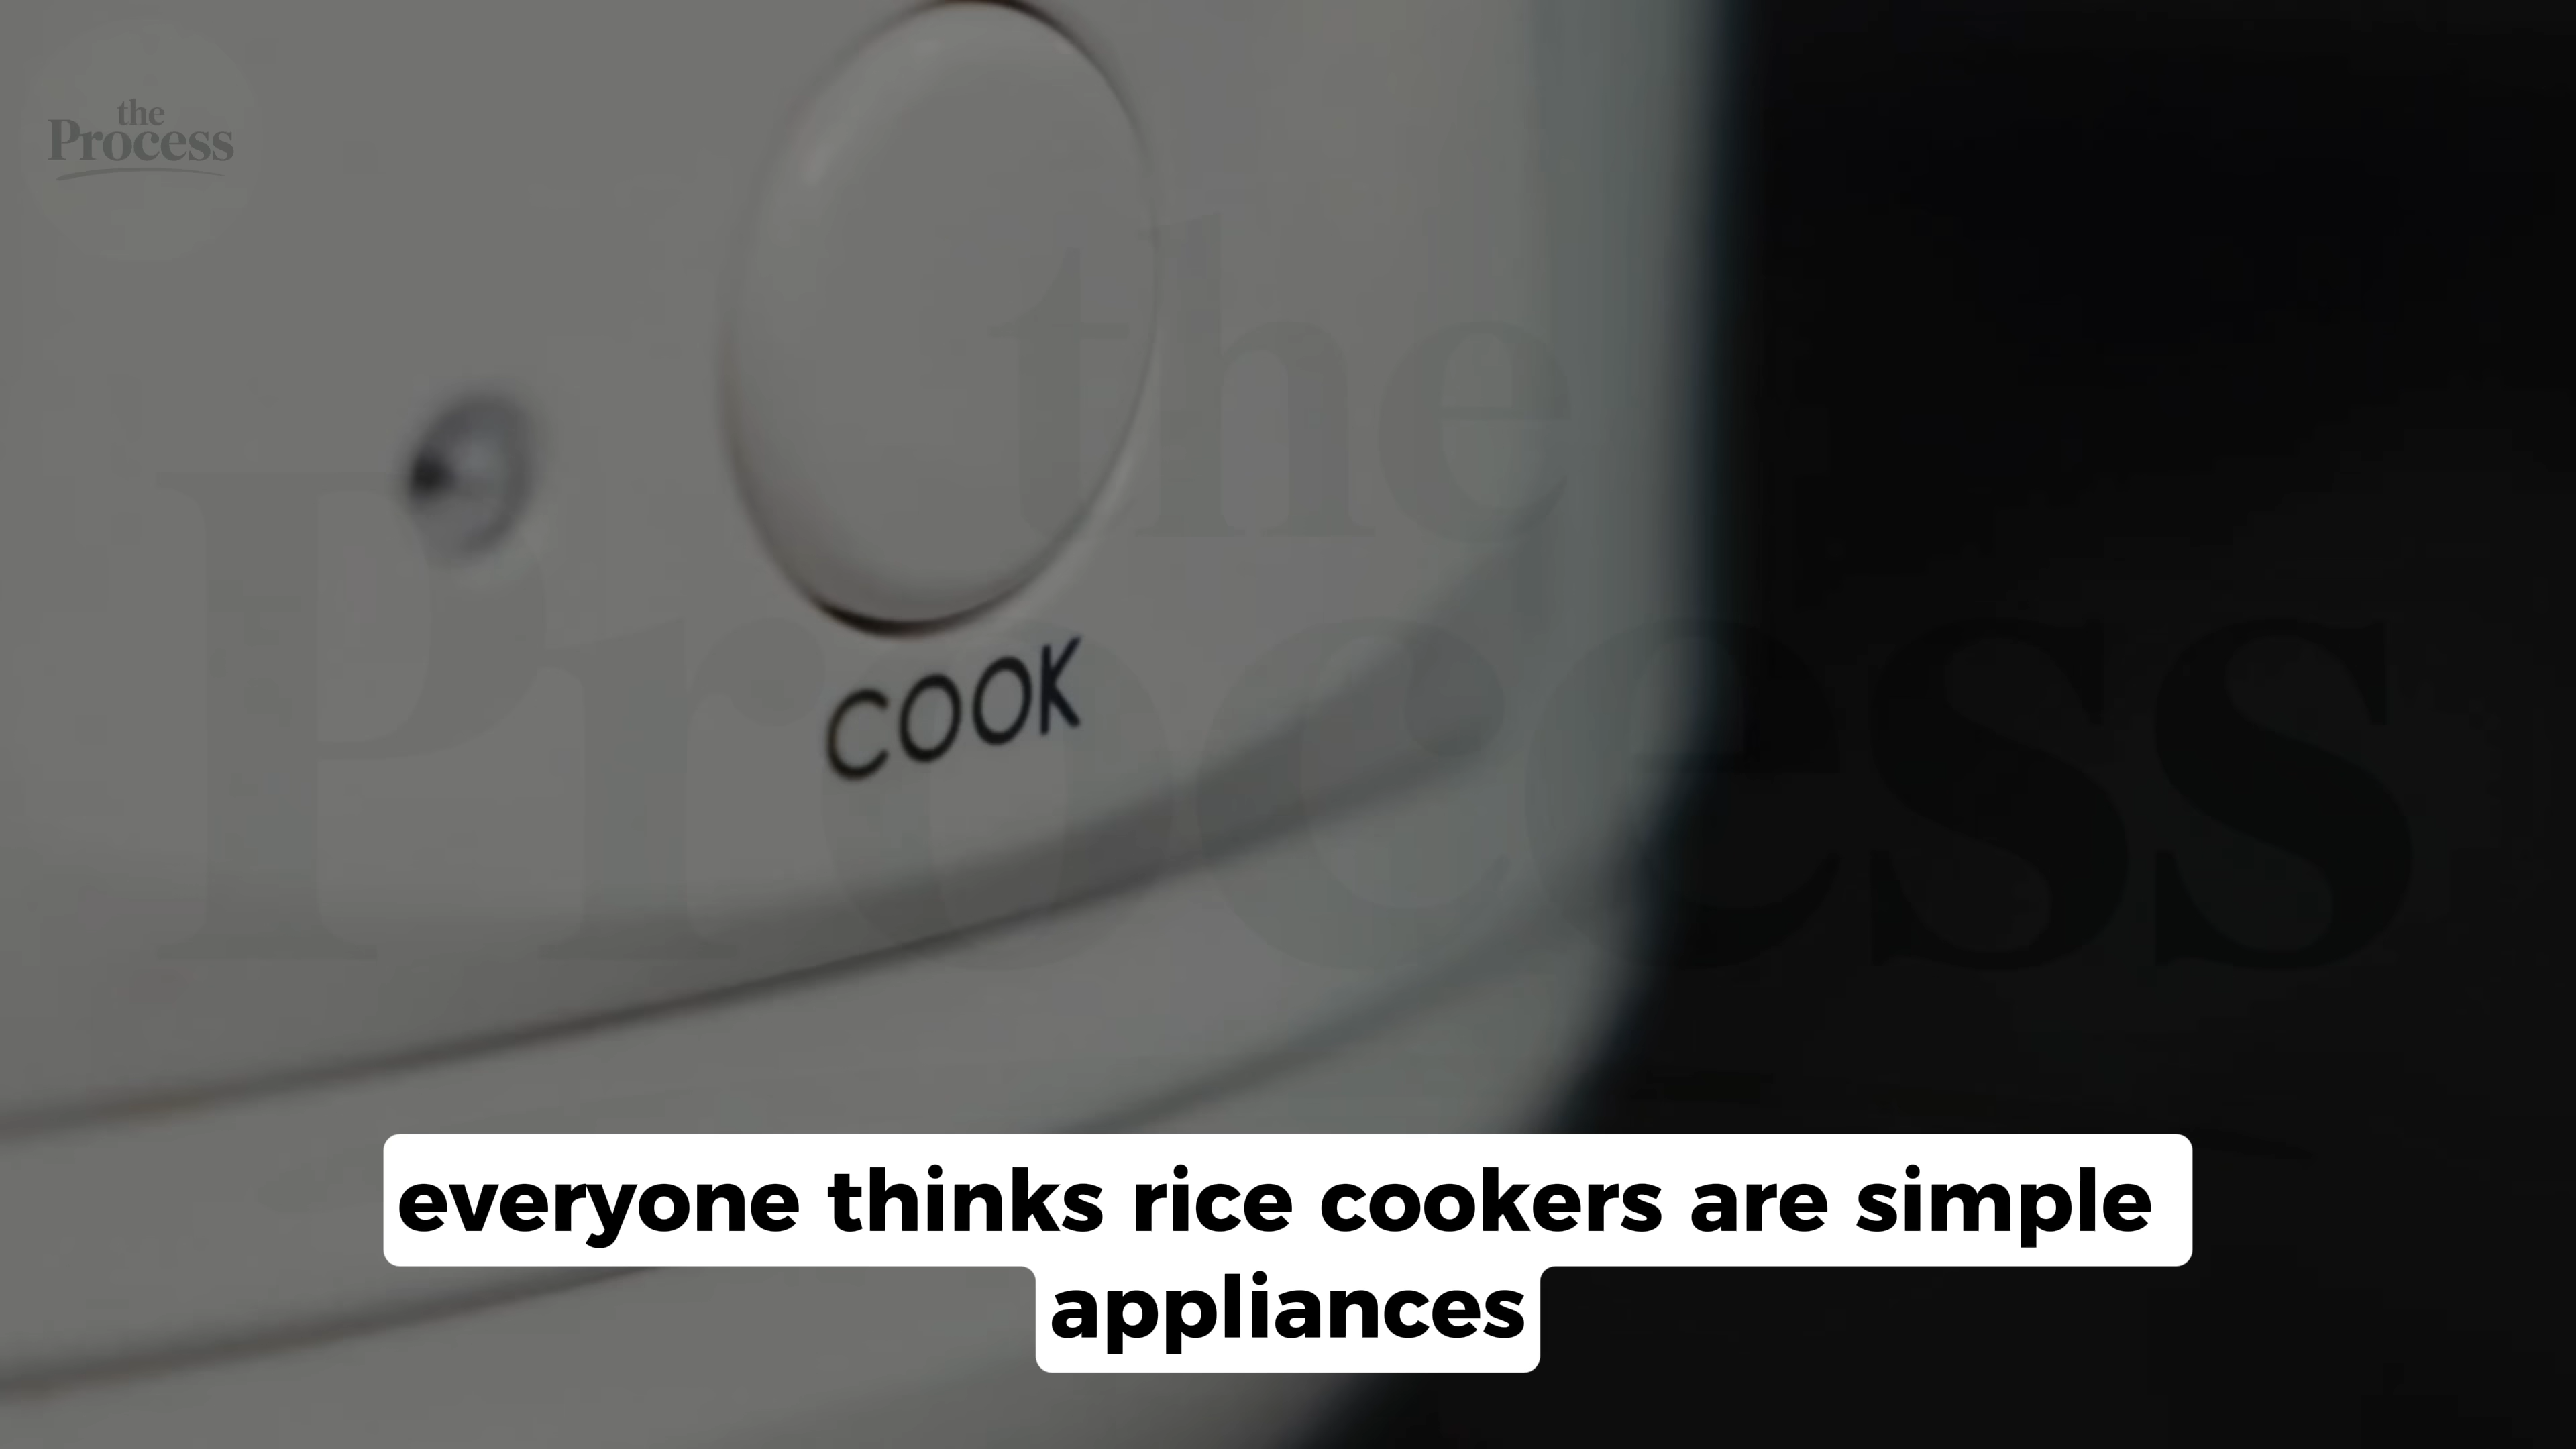 the
Process
the
Process
COOK
everyone thinks rice cookers are simple
appliances